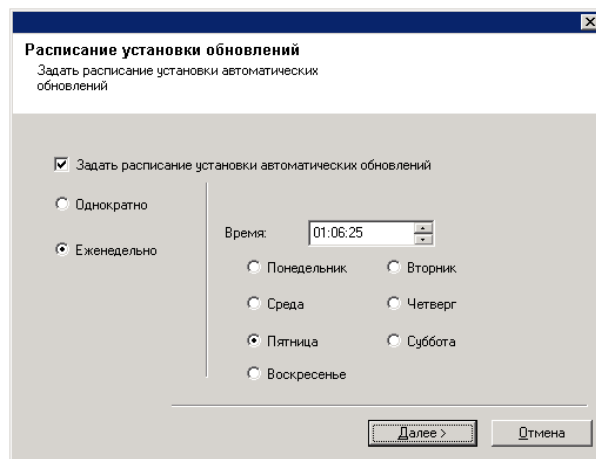 Расписание установки обновлений
Задать расписание установки автоматических
обновлений
Задать расписание установки автоматических обновлений
Однократно
Еженедельно
Время: 01:06:25
Понедельник Вторник
Среда Четверг
Пятница Суббота
Воскресенье
Далее > Отмена